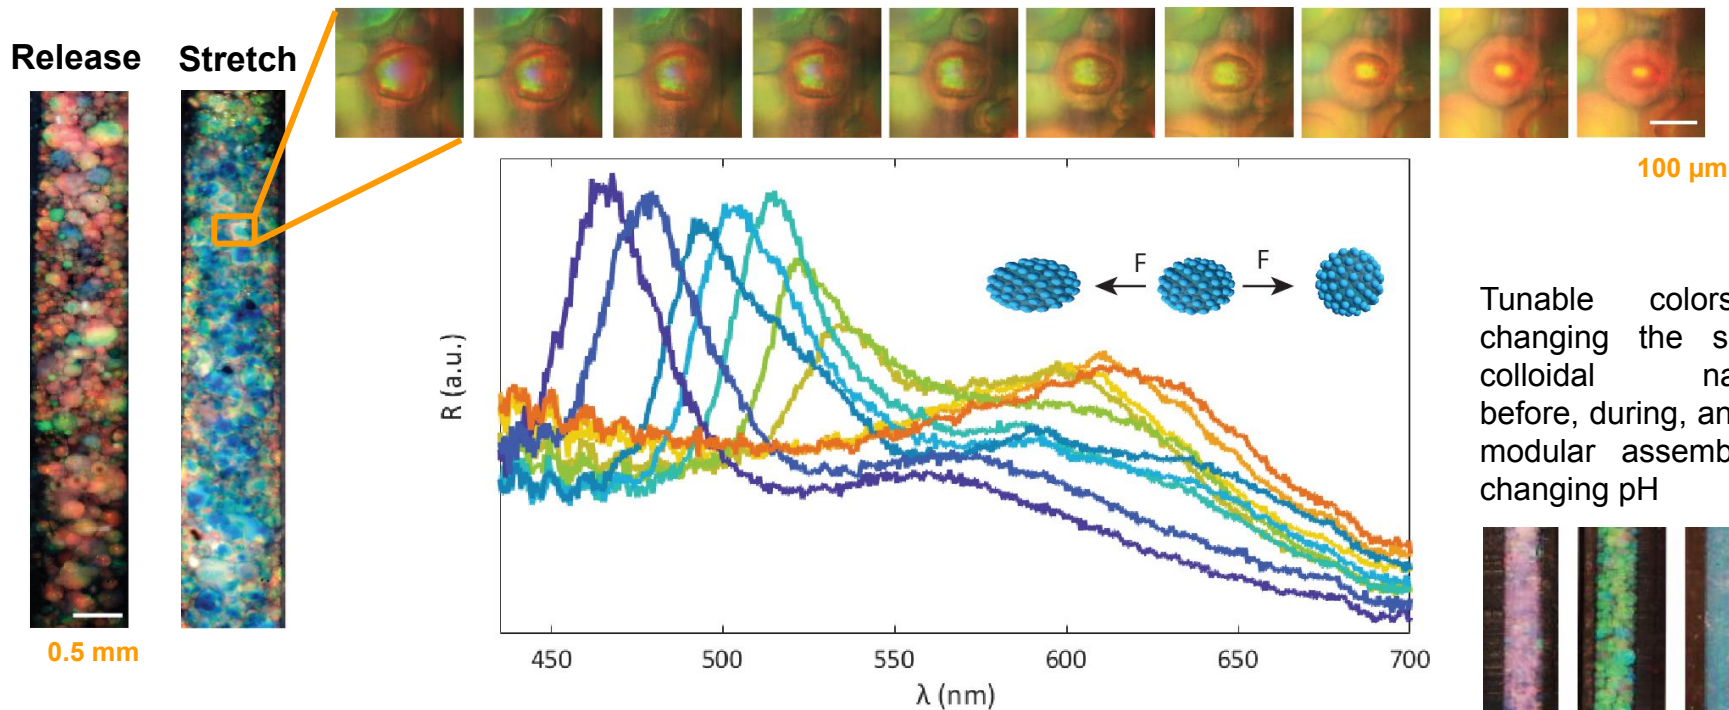 Release
Stretch
100 µm
0.5 mm
R (a.u.)
F
F
450
500
550
600
650
700
λ (nm)
Tunable colors
changing the
colloidal
before, during,
modular
changing pH